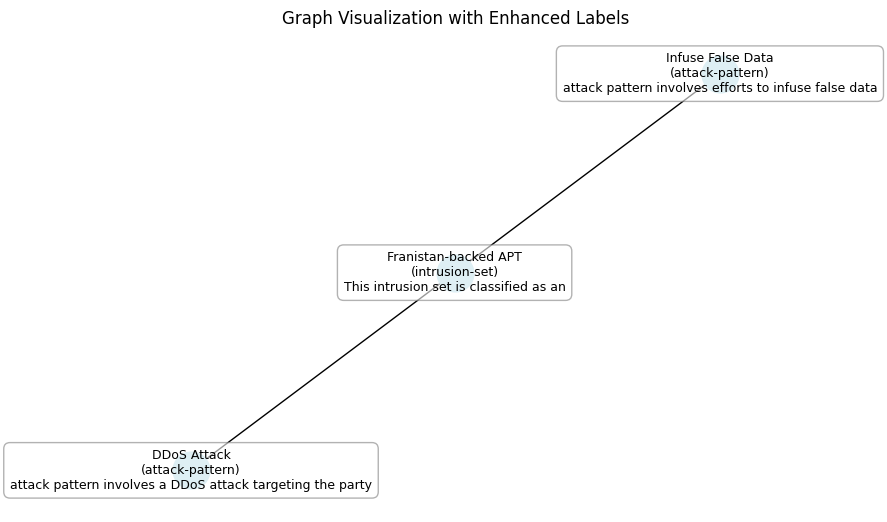 Graph Visualization with Enhanced Labels
Infuse False Data
(attack-pattern)
attack pattern involves efforts to infuse false data
Franistan-backed APT
(intrusion-set)
This intrusion set is classified as an
DDoS Attack
(attack-pattern)
attack pattern involves a DDoS attack targeting the party